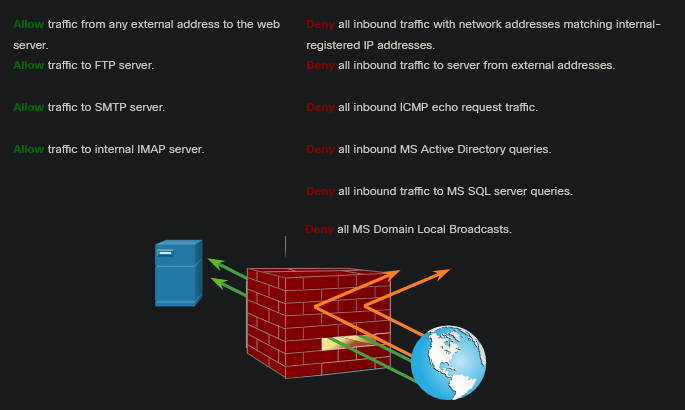 Allow traffic from any external address to the web
server.
Allow traffic to FTP server.
Allow traffic to SMTP server.
Allow traffic to internal IMAP server.
Deny all inbound traffic with network addresses matching internal-
registered IP addresses.
Deny all inbound traffic to server from external addresses.
Deny all inbound ICMP echo request traffic.
Deny all inbound MS Active Directory queries.
Deny all inbound traffic to MS SQL server queries.
Deny all MS Domain Local Broadcasts.